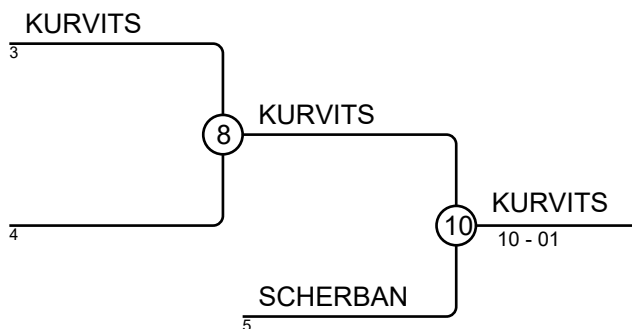 KURVITS
3
8
KURVITS
4
10
KURVITS
10 - 01
SCHERBAN
5